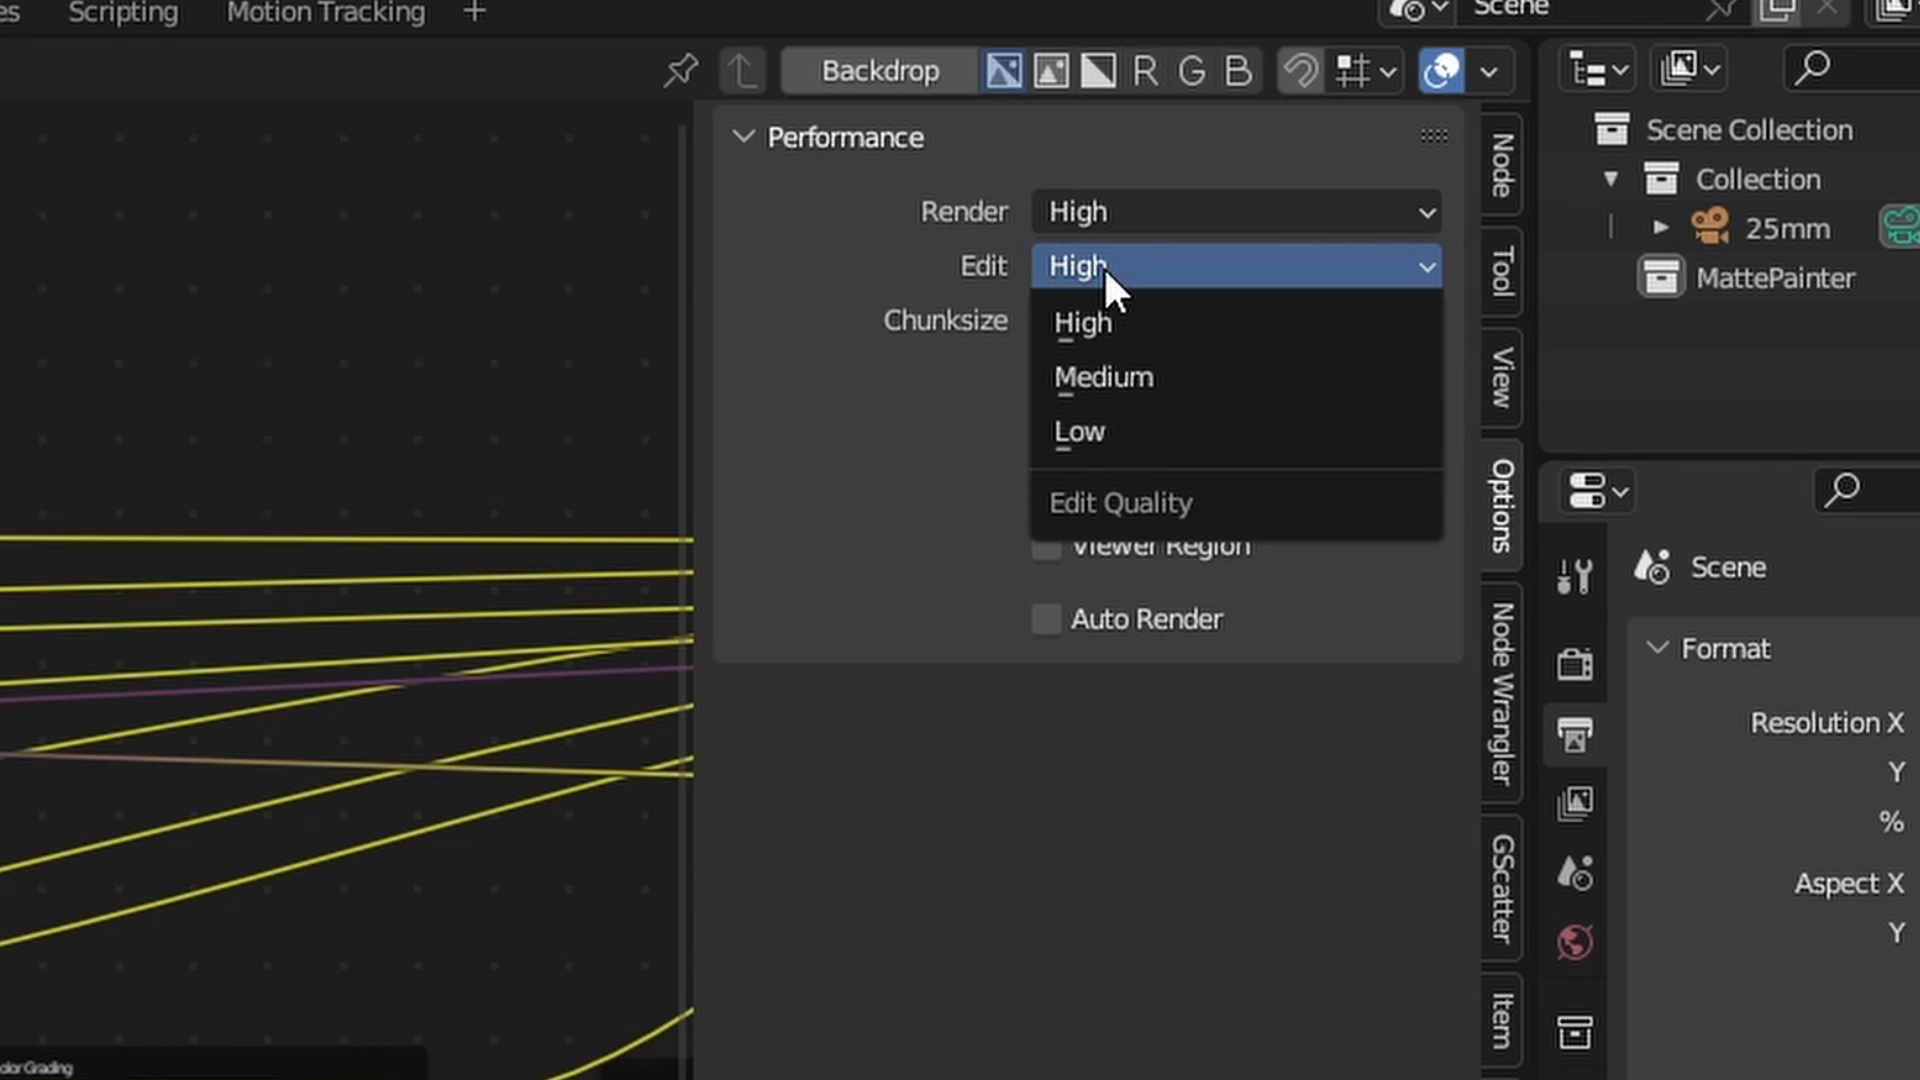 es Scripting Motion Tracking +
Scene
Backdrop R G B
Performance
Render High
Edit High
Chunksize
High
Medium
Low
Edit Quality
Viewer Region
Auto Render
Node
Tool
View
Options
Node Wrangler
GScatter
Item
Scene Collection
Collection
25mm
MattePainter
Scene
Format
Resolution X
Y
%
Aspect X
Y
olor Grading